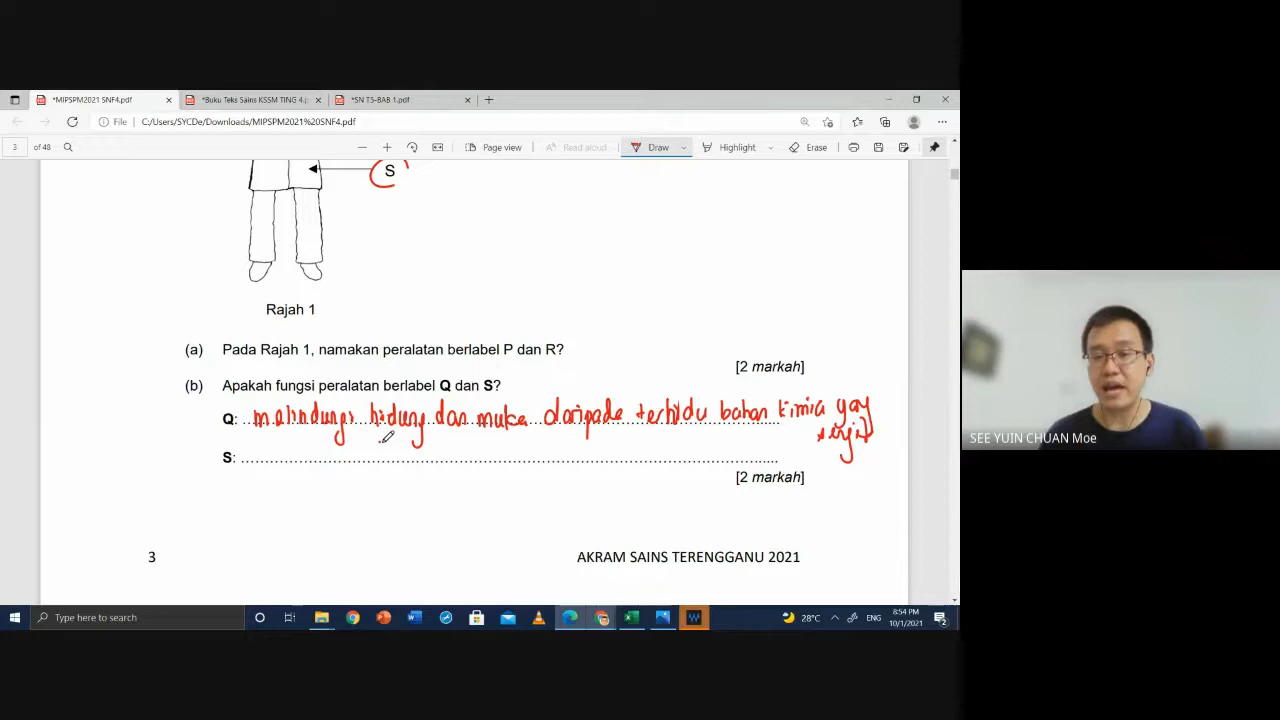 *MIPSPM2021 SNF4.pdf
*Buku Teks Sains KSSM TING 4.p
*SN T5-BAB 1.pdf
File
C:/Users/SYCDe/Downloads/MIPSPM2021%20SNF4.pdf
3 of 48
Page view
Read aloud
Draw
Highlight
Erase
S
Rajah 1
(a) Pada Rajah 1, namakan peralatan berlabel P dan R?
[2 markah]
(b) Apakah fungsi peralatan berlabel Q dan S?
Q: melindungi hidung dan muka daripada terhidu bahan kimia yang
S:
[2 markah]
SEE YUIN CHUAN Moe
3
AKRAM SAINS TERENGGANU 2021
Type here to search
28°C
ENG
8:54 PM
10/1/2021
2